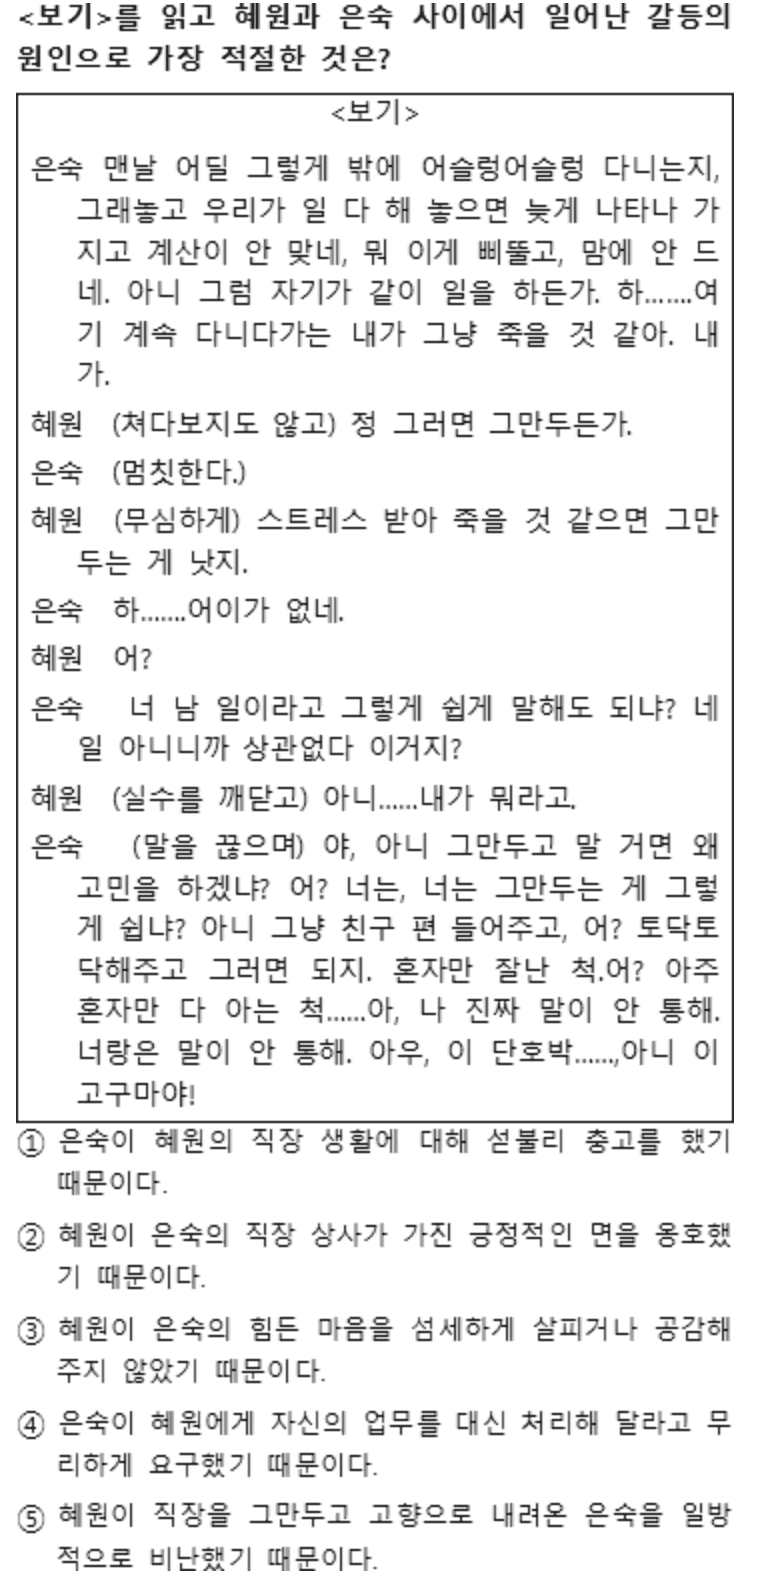 <보기>를 읽고 혜원과 은숙 사이에서 일어난 갈등의
원인으로 가장 적절한 것은?
<보기>
은숙 맨날 어딜 그렇게 밖에 어슬렁어슬렁 다니는지,
그래놓고 우리가 일 다 해 놓으면 늦게 나타나 가
지고 계산이 안 맞네, 뭐 이게 삐뚤고, 맘에 안 드
네. 아니 그럼 자기가 같이 일을 하든가. 하.......여
기 계속 다니다가는 내가 그냥 죽을 것 같아. 내
가.
혜원 (쳐다보지도 않고) 정 그러면 그만두든가.
은숙 (멈칫한다.)
혜원 (무심하게) 스트레스 받아 죽을 것 같으면 그만
두는 게 낫지.
은숙 하.......어이가 없네.
혜원 어?
은숙 너 남 일이라고 그렇게 쉽게 말해도 되냐? 네
일 아니니까 상관없다 이거지?
혜원 (실수를 깨닫고) 아니......내가 뭐라고.
은숙 (말을 끊으며) 야, 아니 그만두고 말 거면 왜
고민을 하겠냐? 어? 너는, 너는 그만두는 게 그렇
게 쉽냐? 아니 그냥 친구 편 들어주고, 어? 토닥토
닥해주고 그러면 되지. 혼자만 잘난 척.어? 아주
혼자만 다 아는 척......아, 나 진짜 말이 안 통해.
너랑은 말이 안 통해. 아우, 이 단호박......,아니 이
고구마야!
① 은숙이 혜원의 직장 생활에 대해 섣불리 충고를 했기
때문이다.
② 혜원이 은숙의 직장 상사가 가진 긍정적인 면을 옹호했
기 때문이다.
③ 혜원이 은숙의 힘든 마음을 섬세하게 살피거나 공감해
주지 않았기 때문이다.
④ 은숙이 혜원에게 자신의 업무를 대신 처리해 달라고 무
리하게 요구했기 때문이다.
⑤ 혜원이 직장을 그만두고 고향으로 내려온 은숙을 일방
적으로 비난했기 때문이다.